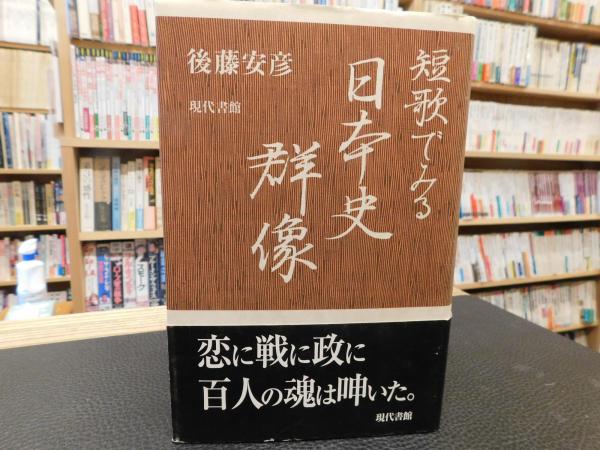 短歌でみる
日本史
群像
後藤安彦
現代書館
恋に戦に政に
百人の魂は呻いた。
現代書館